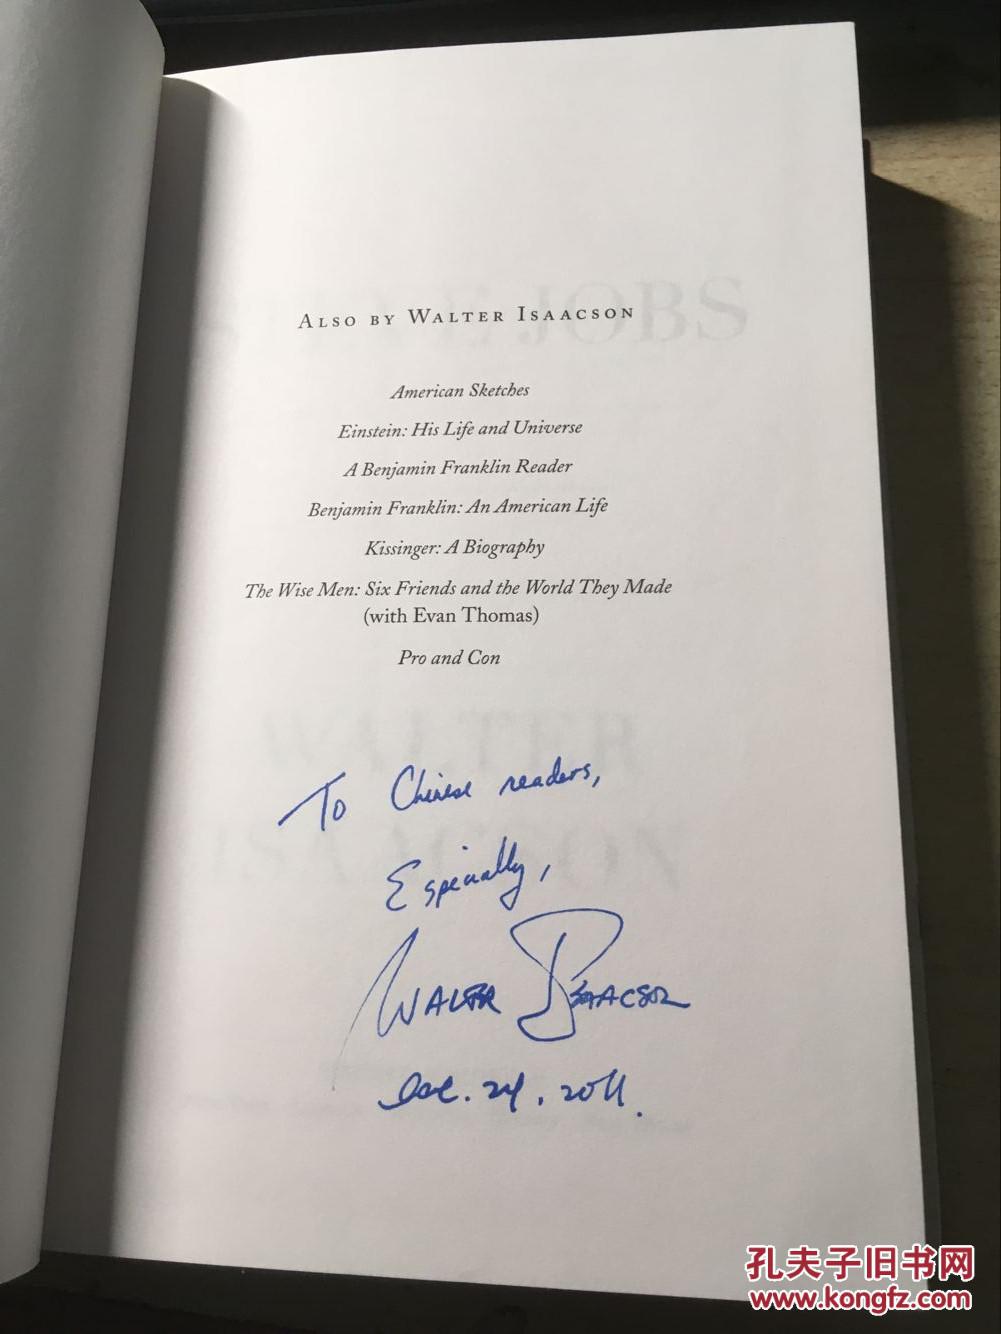 ALSO BY WALTER ISAACSON
American Sketches
Einstein: His Life and Universe
A Benjamin Franklin Reader
Benjamin Franklin: An American Life
Kissinger: A Biography
The Wise Men: Six Friends and the World They Made
(with Evan Thomas)
Pro and Con
To Chinese readers,
Especially,
WALTER ISAACSON
Dec. 24, 2011.
孔夫子旧书网
www.kongfz.com